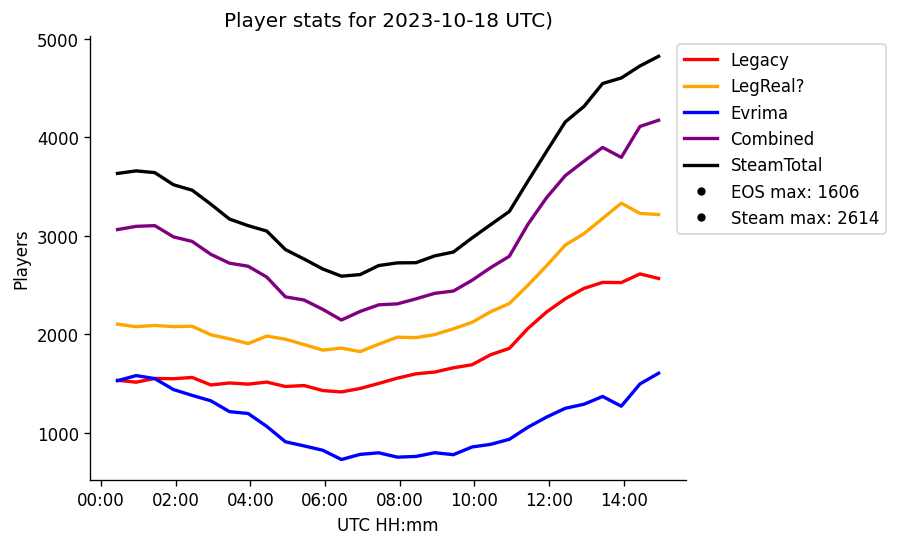 Player stats for 2023-10-18 UTC)
5000
4000
3000
2000
1000
Players
00:00 02:00 04:00 06:00 08:00 10:00 12:00 14:00
UTC HH:mm
Legacy
LegReal?
Evrima
Combined
SteamTotal
EOS max: 1606
Steam max: 2614